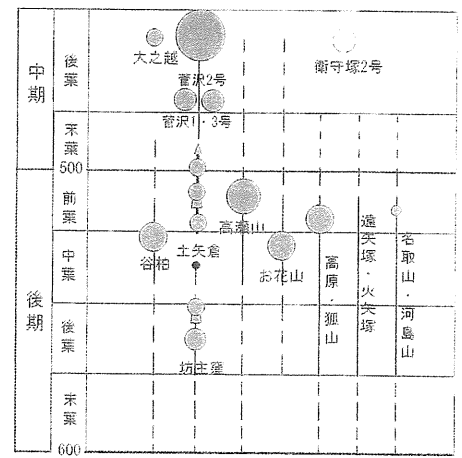 中期
後葉
末葉
500
後期
前葉
中葉
後葉
末葉
600
大之越
菅沢2号
菅沢1・3号
衛守塚2号
谷柏
土矢倉
坊主窪
高瀬山
お花山
高原・狐山
遠矢塚・火矢塚
名取山・河島山